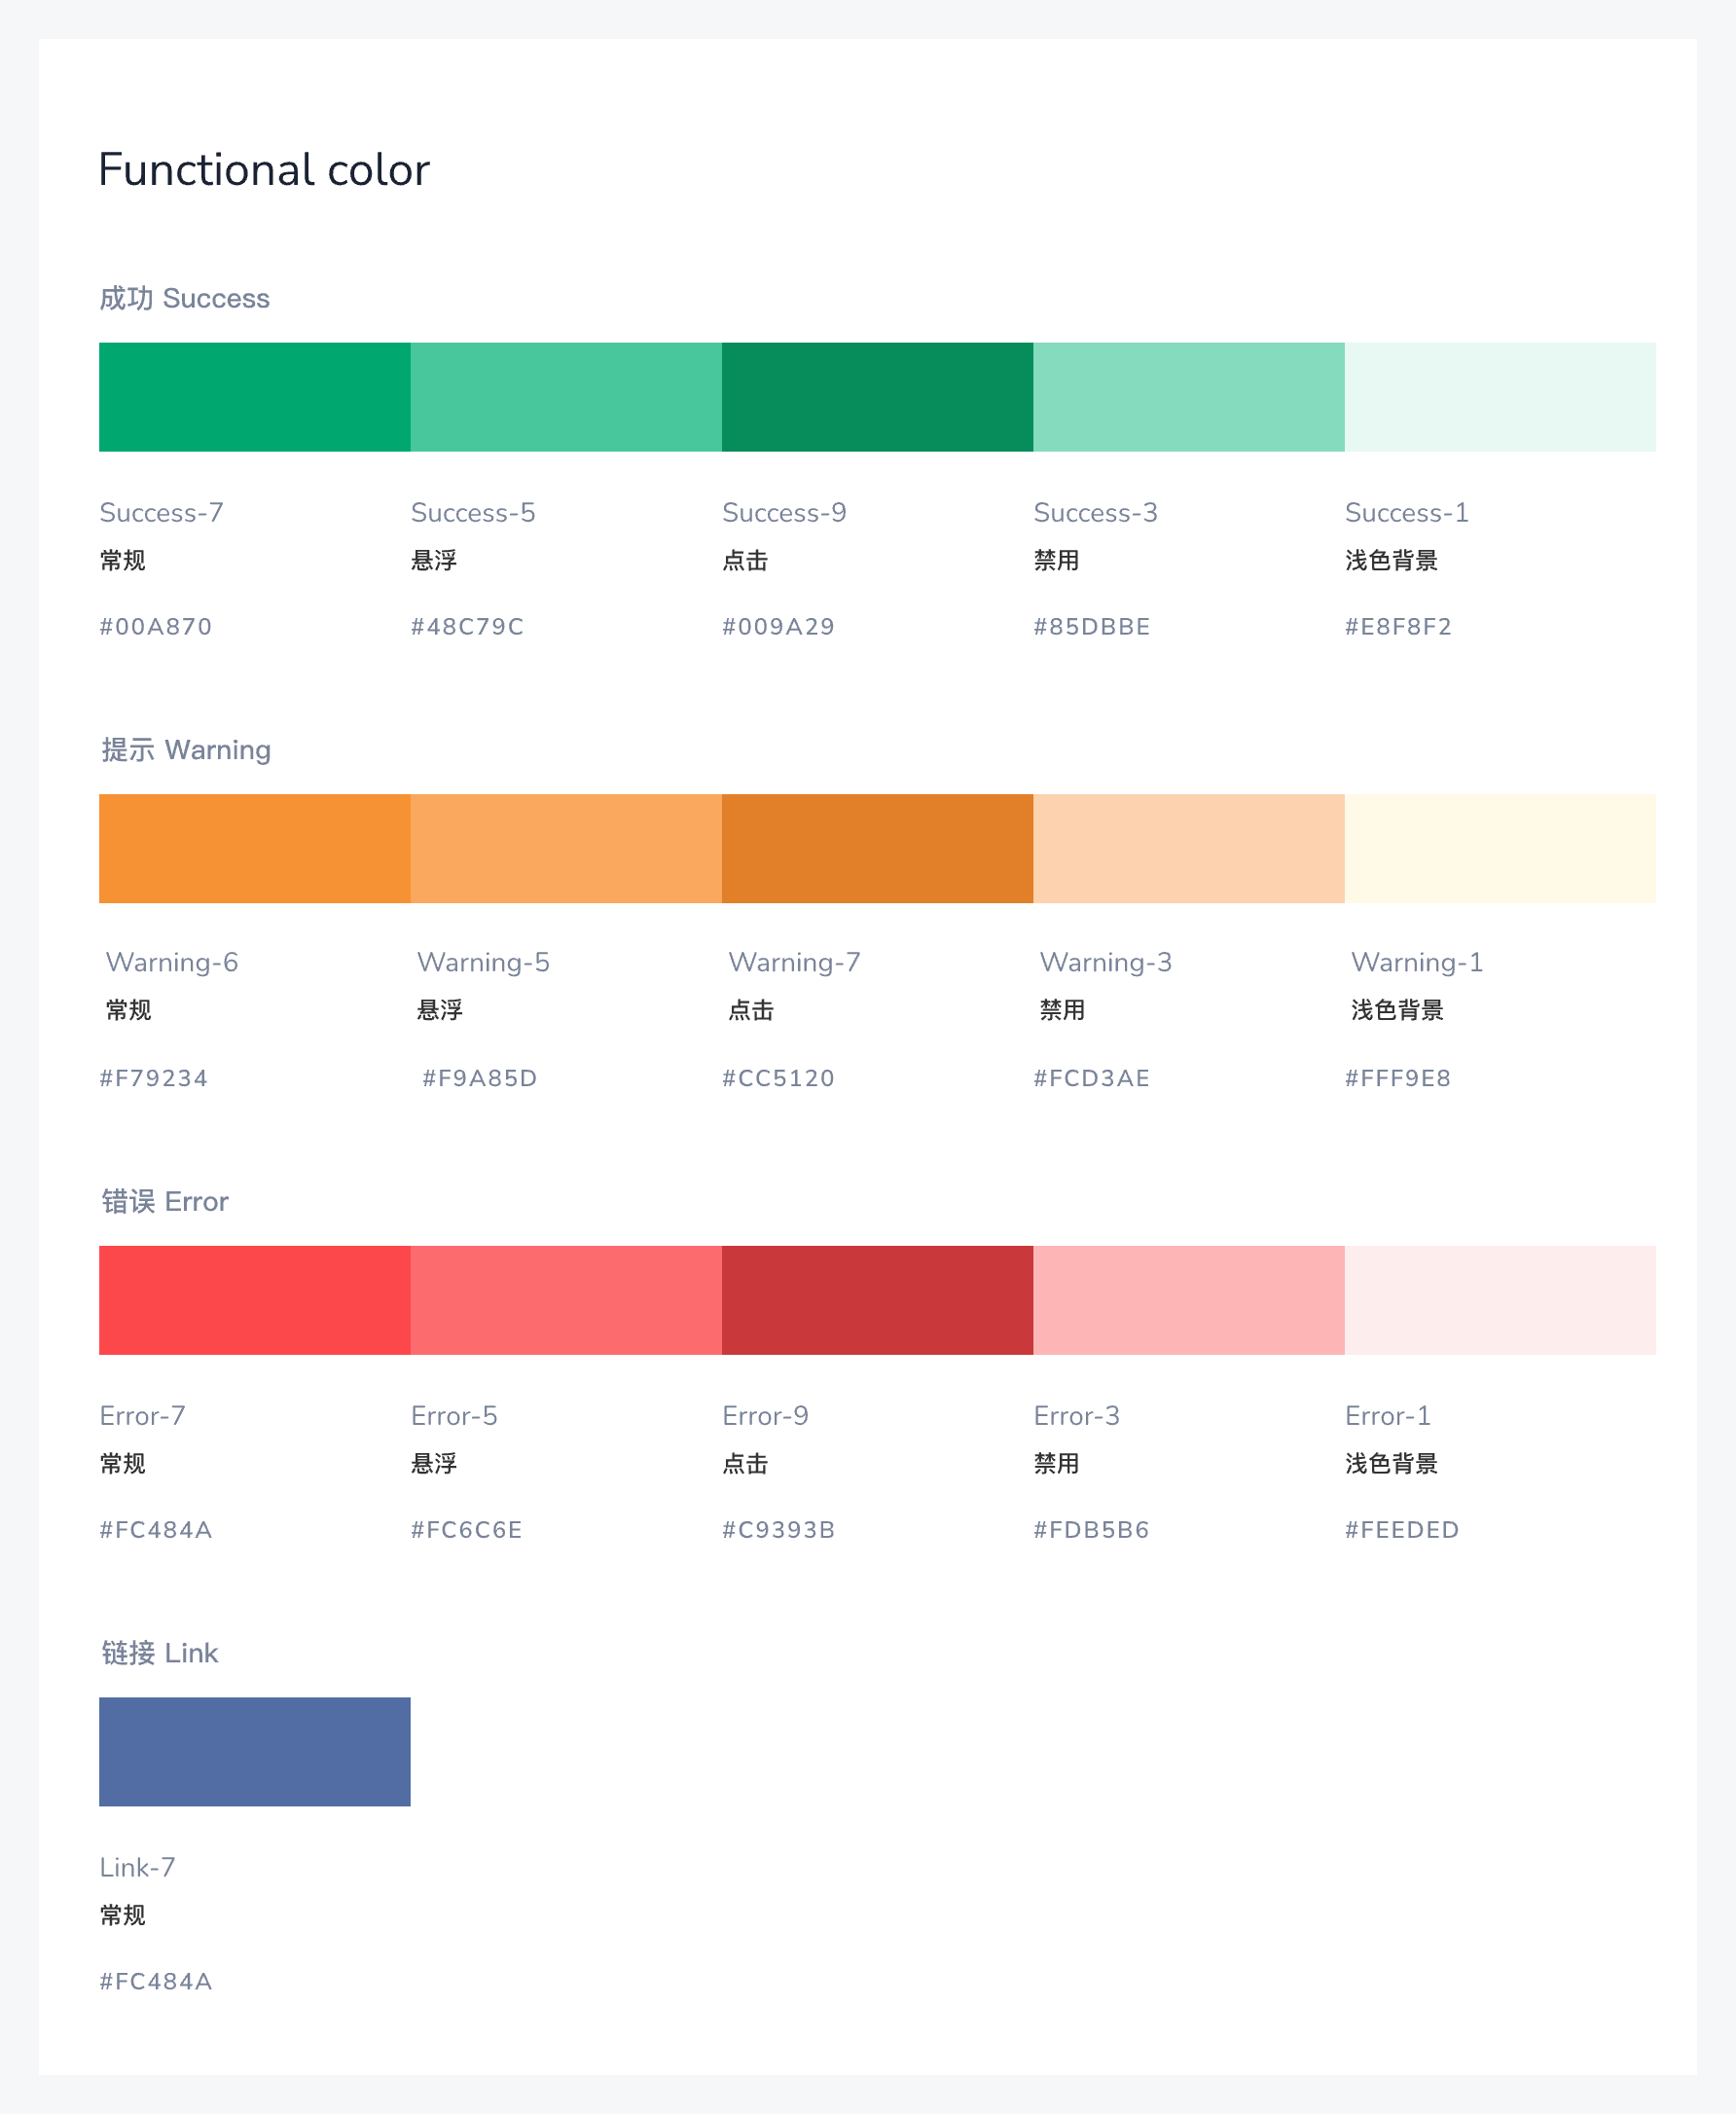 Functional color
成功 Success
Success-7 Success-5 Success-9 Success-3 Success-1
常规 悬浮 点击 禁用 浅色背景
#00A870 #48C79C #009A29 #85DBBE #E8F8F2
提示 Warning
Warning-6 Warning-5 Warning-7 Warning-3 Warning-1
常规 悬浮 点击 禁用 浅色背景
#F79234 #F9A85D #CC5120 #FCD3AE #FFF9E8
错误 Error
Error-7 Error-5 Error-9 Error-3 Error-1
常规 悬浮 点击 禁用 浅色背景
#FC484A #FC6C6E #C9393B #FDB5B6 #FEEDED
链接 Link
Link-7
常规
#FC484A